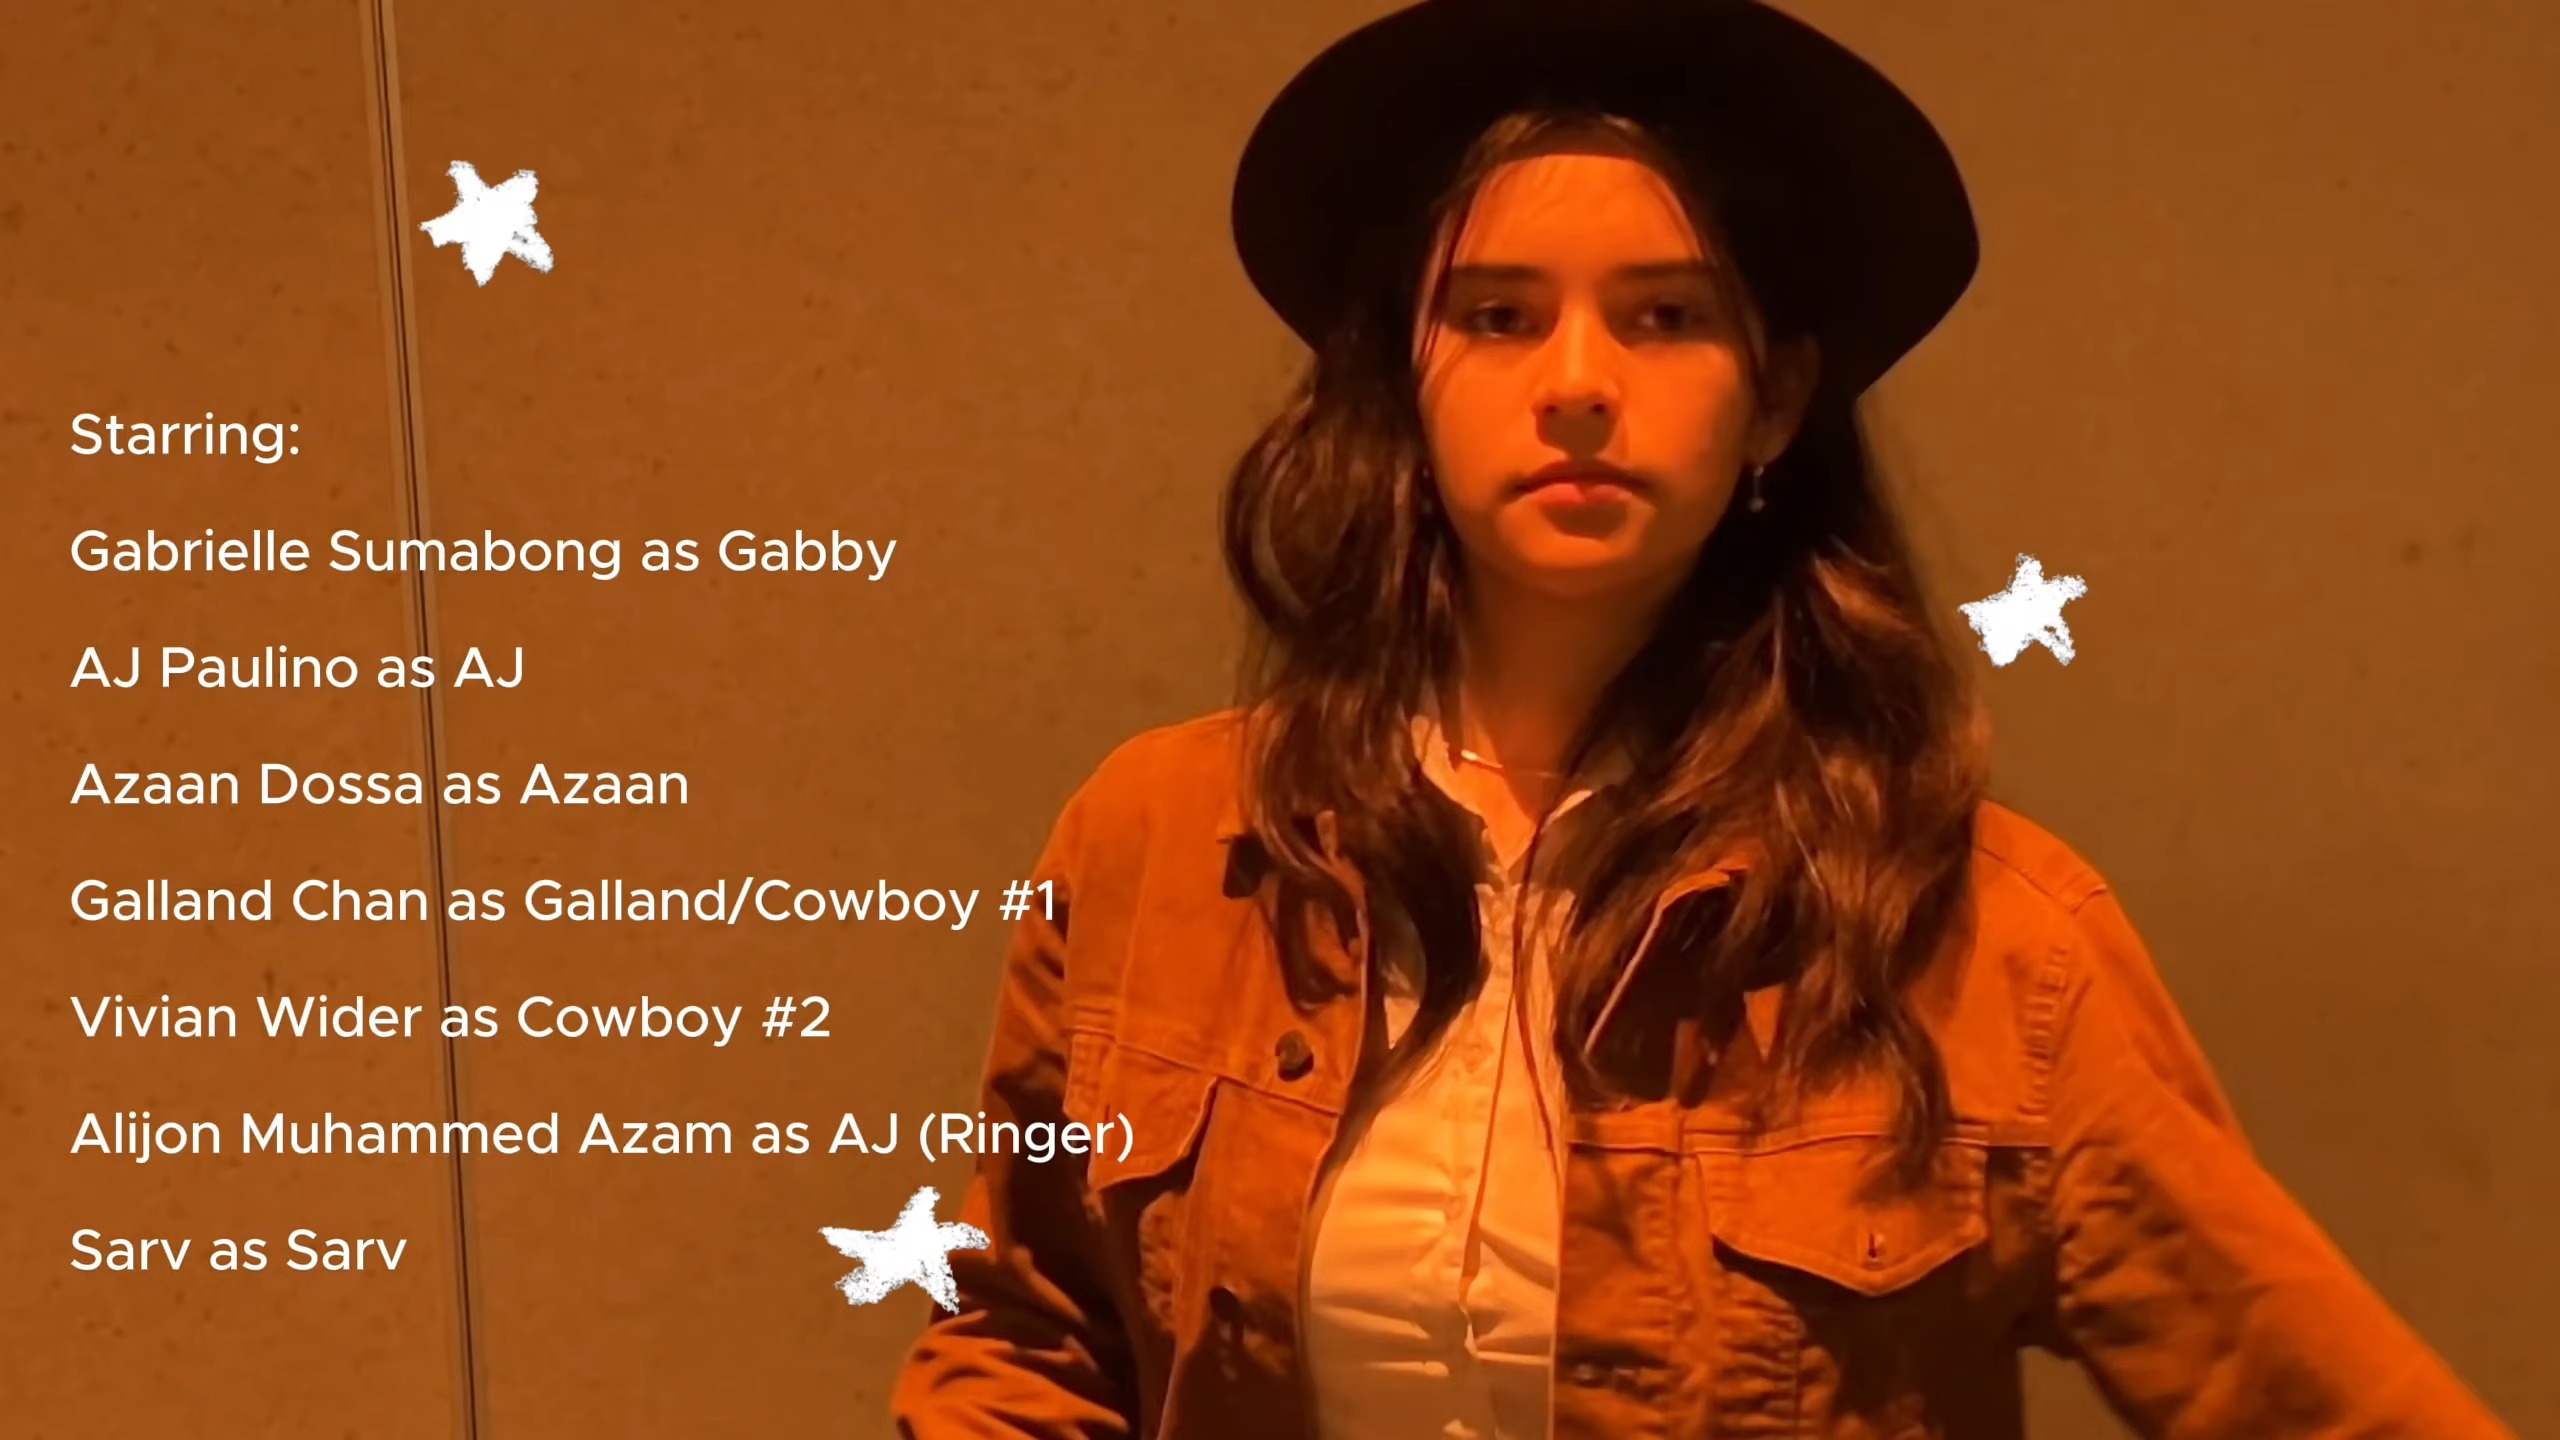 Starring:
Gabrielle Sumabong as Gabby
AJ Paulino as AJ
Azaan Dossa as Azaan
Galland Chan as Galland/Cowboy #1
Vivian Wider as Cowboy #2
Alijon Muhammed Azam as AJ (Ringer)
Sarv as Sarv